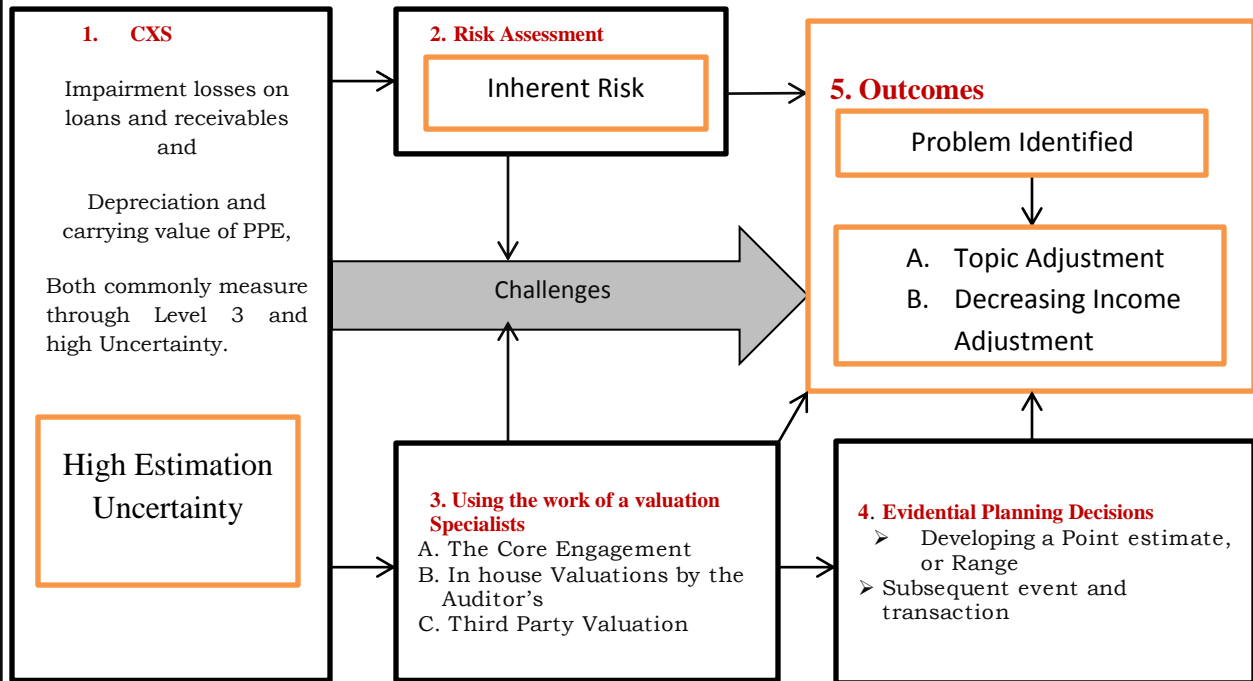 1. CXS
Impairment losses on
loans and receivables
and
Depreciation and
carrying value of PPE,
Both commonly measure
through Level 3 and
high Uncertainty.
High Estimation
Uncertainty
2. Risk Assessment
Inherent Risk
Challenges
3. Using the work of a valuation
Specialists
A. The Core Engagement
B. In house Valuations by the
Auditor’s
C. Third Party Valuation
4. Evidential Planning Decisions
➢ Developing a Point estimate,
or Range
➢ Subsequent event and
transaction
5. Outcomes
Problem Identified
A. Topic Adjustment
B. Decreasing Income
Adjustment